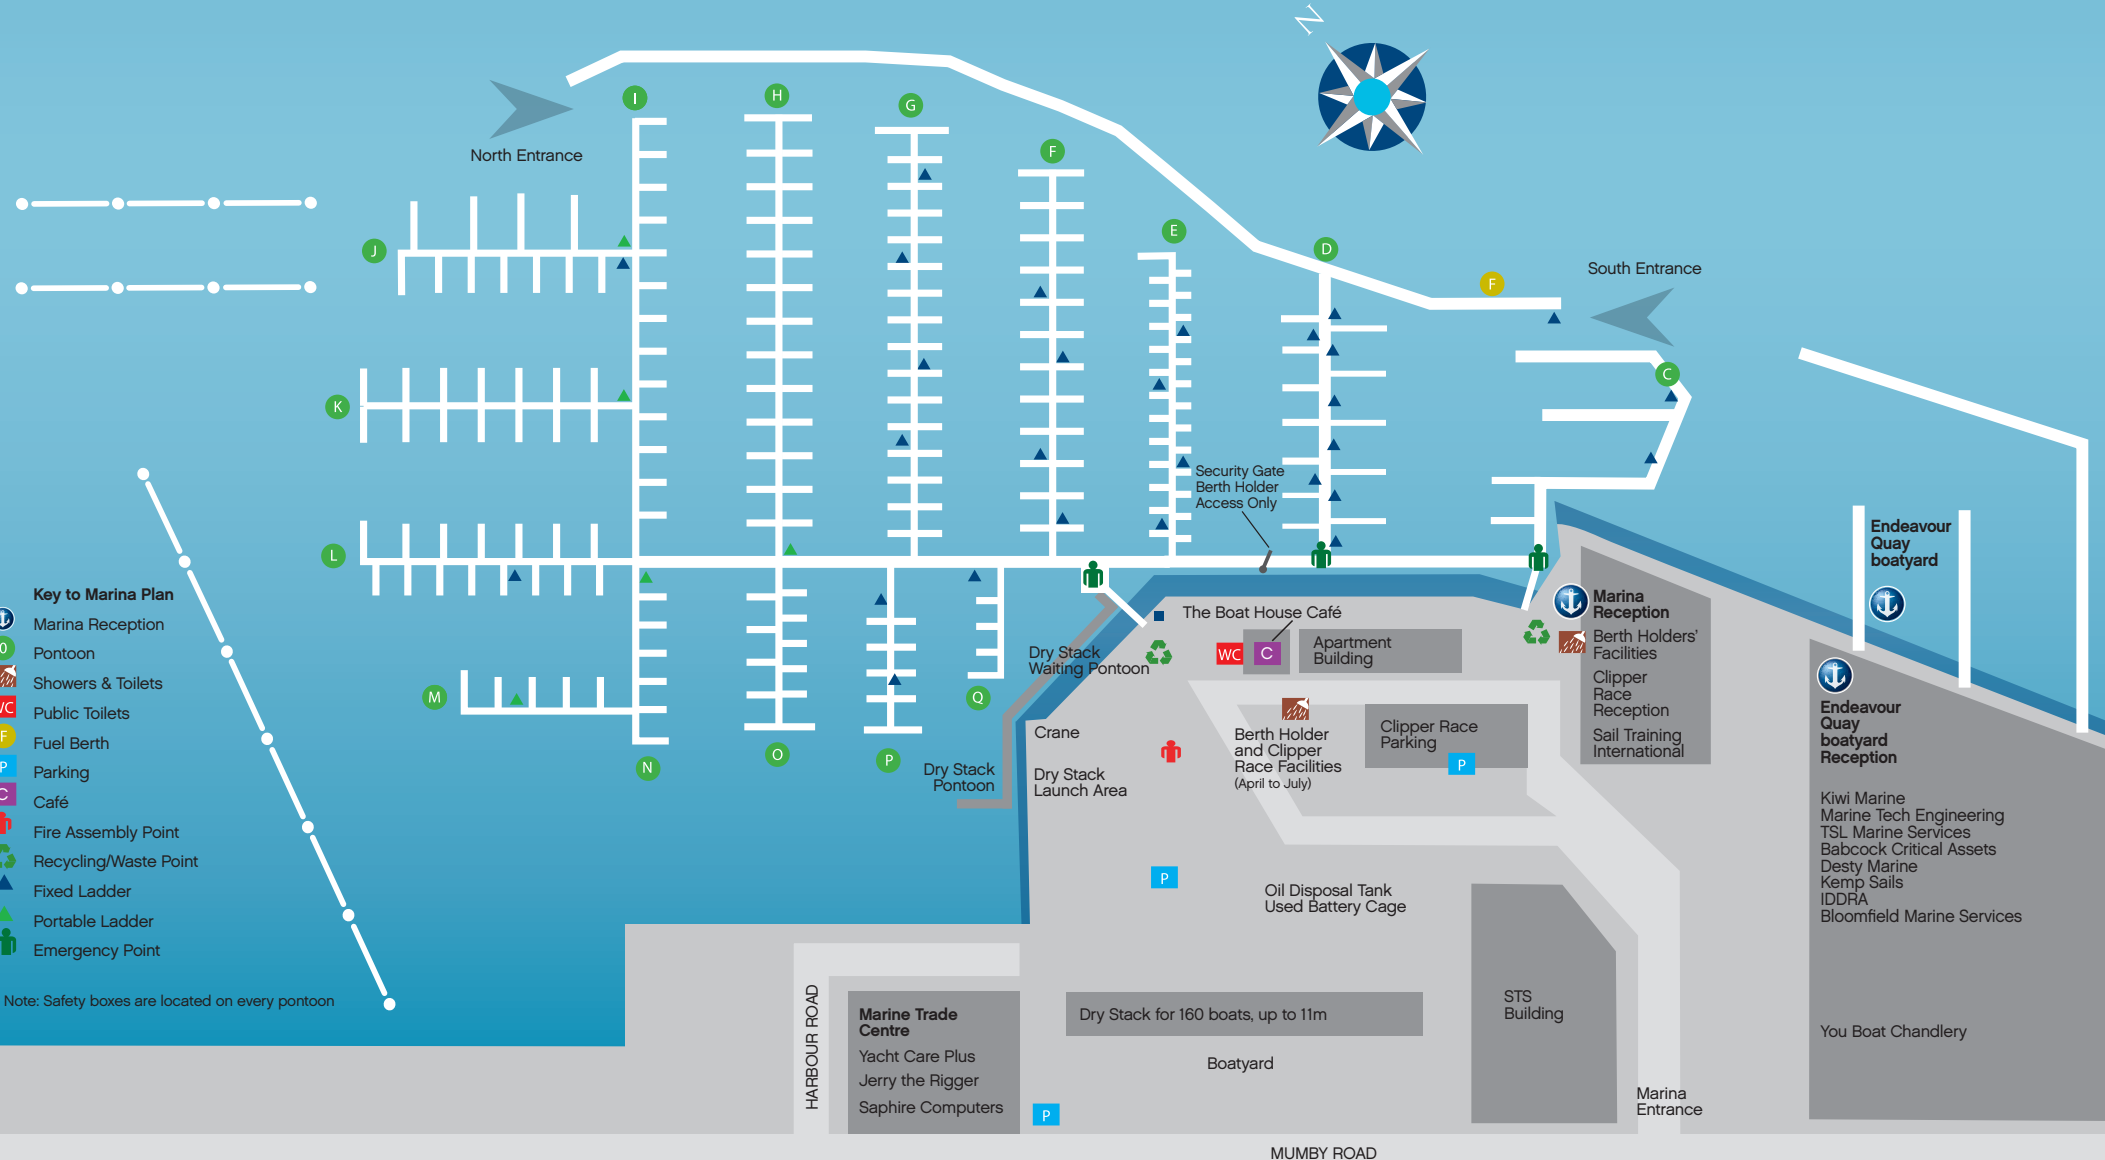 N
I
H
G
F
E
D
F
C
J
K
L
M
N
O
P
Q
North Entrance
South Entrance
Security Gate
Berth Holder
Access Only
Endeavour
Quay
boatyard
Key to Marina Plan
Marina Reception
0
Pontoon
Showers & Toilets
WC
Public Toilets
F
Fuel Berth
P
Parking
C
Café
Fire Assembly Point
Recycling/Waste Point
Fixed Ladder
Portable Ladder
Emergency Point
Note: Safety boxes are located on every pontoon
The Boat House Café
WC
C
Apartment
Building
Dry Stack
Waiting Pontoon
Marina
Reception
Berth Holders'
Facilities
Clipper
Race
Reception
Sail Training
International
Crane
Dry Stack
Launch Area
Dry Stack
Pontoon
Berth Holder
and Clipper
Race Facilities
(April to July)
Clipper Race
Parking
P
Endeavour
Quay
boatyard
Reception
Kiwi Marine
Marine Tech Engineering
TSL Marine Services
Babcock Critical Assets
Desty Marine
Kemp Sails
IDDRA
Bloomfield Marine Services
You Boat Chandlery
P
Oil Disposal Tank
Used Battery Cage
STS
Building
HARBOUR ROAD
Marine Trade
Centre
Yacht Care Plus
Jerry the Rigger
Saphire Computers
Dry Stack for 160 boats, up to 11m
Boatyard
P
Marina
Entrance
MUMBY ROAD